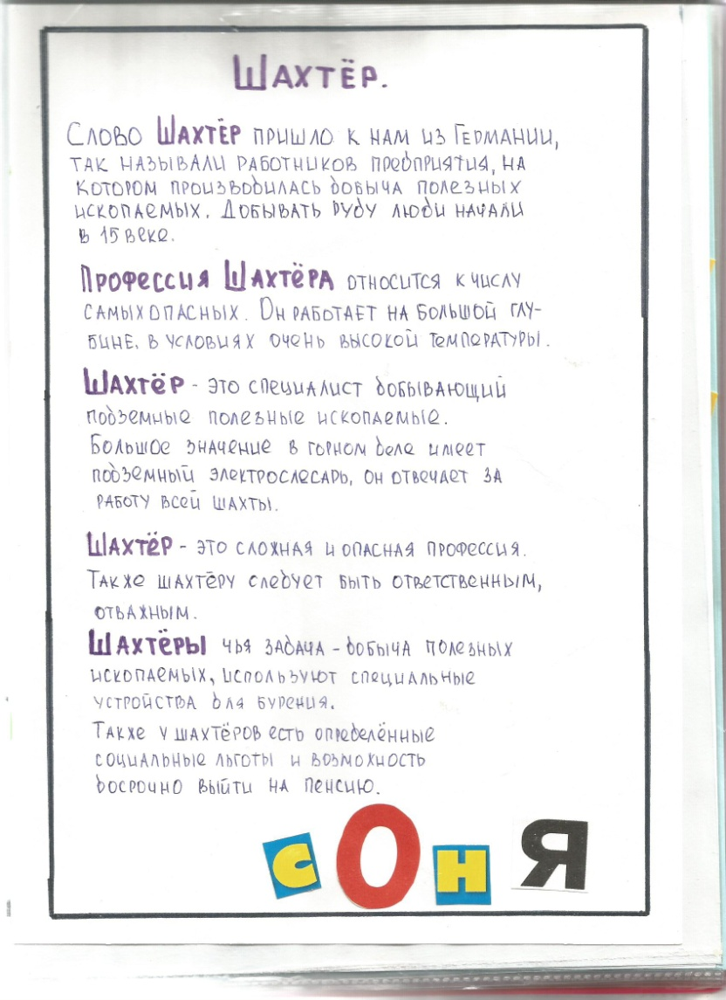 Шахтёр.
Слово Шахтёр пришло к нам из Германии,
так называли работников предприятия, на
котором производилась добыча полезных
ископаемых. Добывать руду люди начали
в 15 веке.
Профессия Шахтёра относится к числу
самых опасных. Он работает на большой глу-
бине, в условиях очень высокой температуры.
Шахтёр - это специалист добывающий
подземные полезные ископаемые.
Большое значение в горном деле имеет
подземный электрослесарь, он отвечает за
работу всей шахты.
Шахтёр - это сложная и опасная профессия.
Также шахтёру следует быть ответственным,
отважным.
Шахтёры чья задача - добыча полезных
ископаемых, используют специальные
устройства для бурения.
Также у шахтёров есть определённые
социальные льготы и возможность
досрочно выйти на пенсию.
СОНЯ